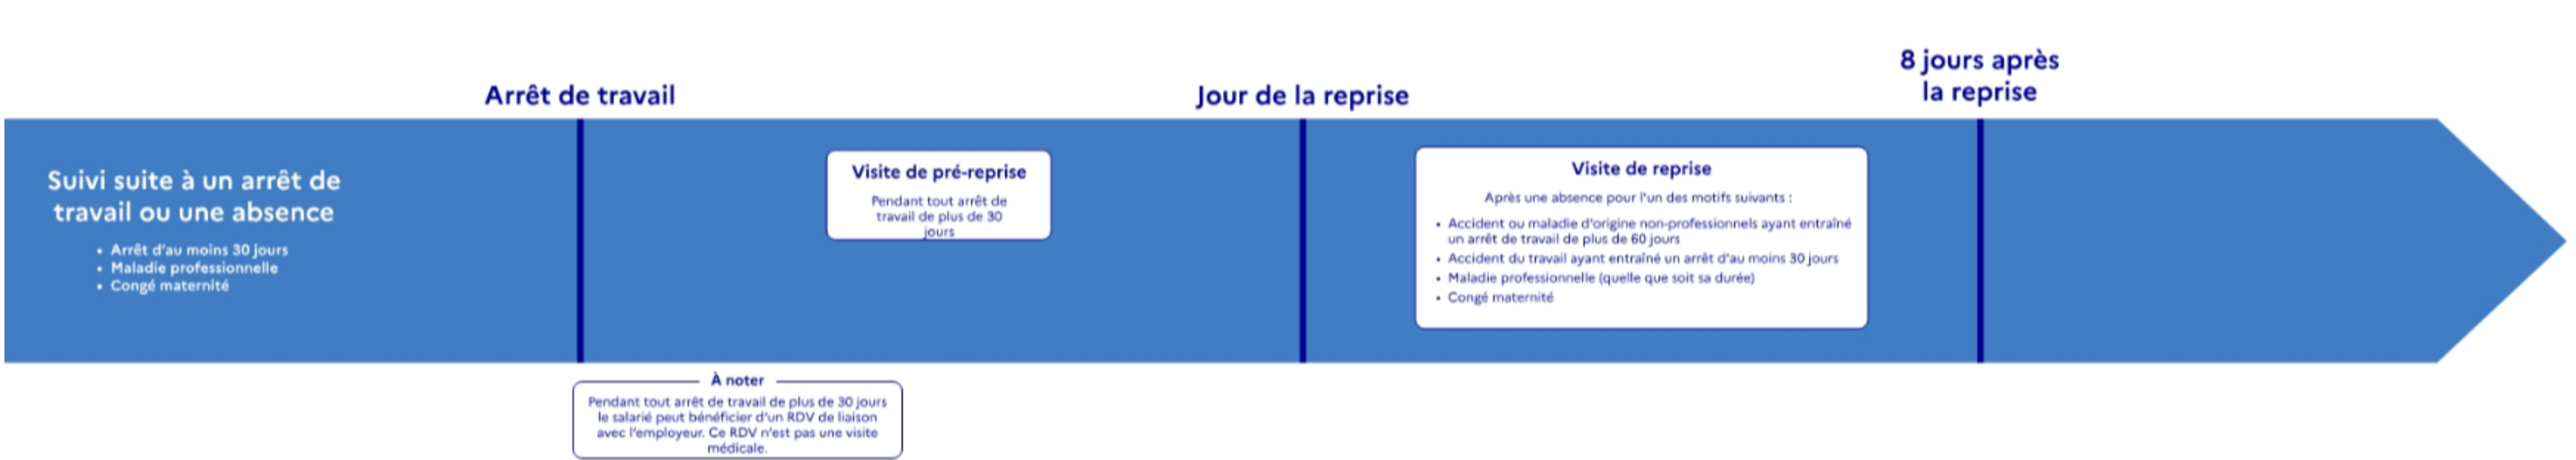 8 jours après
la reprise
Arrêt de travail
Jour de la reprise
Suivi suite à un arrêt de
travail ou une absence
• Arrêt d'au moins 30 jours
• Maladie professionnelle
• Congé maternité
Visite de pré-reprise
Pendant tout arrêt de
travail de plus de 30
jours
Visite de reprise
Après une absence pour l'un des motifs suivants :
• Accident ou maladie d'origine non-professionnels ayant entraîné
un arrêt de travail de plus de 60 jours
• Accident du travail ayant entraîné un arrêt d'au moins 30 jours
• Maladie professionnelle (quelle que soit sa durée)
• Congé maternité
À noter
Pendant tout arrêt de travail de plus de 30 jours
le salarié peut bénéficier d'un RDV de liaison
avec l'employeur. Ce RDV n'est pas une visite
médicale.